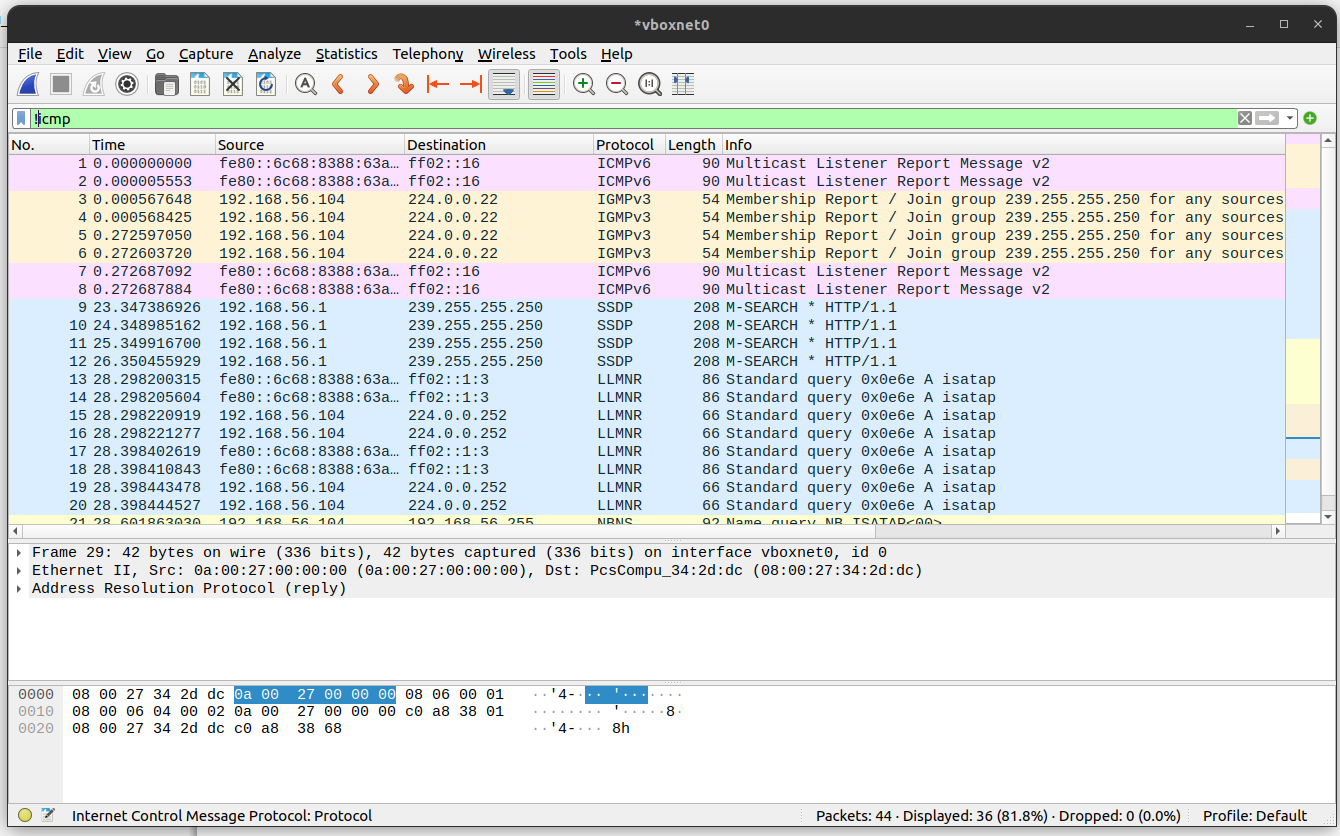 *vboxnet0
File Edit View Go Capture Analyze Statistics Telephony Wireless Tools Help
!icmp
No. Time Source Destination Protocol Length Info
1 0.000000000 fe80::6c68:8388:63a… ff02::16 ICMPv6 90 Multicast Listener Report Message v2
2 0.000005553 fe80::6c68:8388:63a… ff02::16 ICMPv6 90 Multicast Listener Report Message v2
3 0.000567648 192.168.56.104 224.0.0.22 IGMPv3 54 Membership Report / Join group 239.255.255.250 for any sources
4 0.000568425 192.168.56.104 224.0.0.22 IGMPv3 54 Membership Report / Join group 239.255.255.250 for any sources
5 0.272597050 192.168.56.104 224.0.0.22 IGMPv3 54 Membership Report / Join group 239.255.255.250 for any sources
6 0.272603720 192.168.56.104 224.0.0.22 IGMPv3 54 Membership Report / Join group 239.255.255.250 for any sources
7 0.272687092 fe80::6c68:8388:63a… ff02::16 ICMPv6 90 Multicast Listener Report Message v2
8 0.272687884 fe80::6c68:8388:63a… ff02::16 ICMPv6 90 Multicast Listener Report Message v2
9 23.347386926 192.168.56.1 239.255.255.250 SSDP 208 M-SEARCH * HTTP/1.1
10 24.348985162 192.168.56.1 239.255.255.250 SSDP 208 M-SEARCH * HTTP/1.1
11 25.349916700 192.168.56.1 239.255.255.250 SSDP 208 M-SEARCH * HTTP/1.1
12 26.350455929 192.168.56.1 239.255.255.250 SSDP 208 M-SEARCH * HTTP/1.1
13 28.298200315 fe80::6c68:8388:63a… ff02::1:3 LLMNR 86 Standard query 0x0e6e A isatap
14 28.298205604 fe80::6c68:8388:63a… ff02::1:3 LLMNR 86 Standard query 0x0e6e A isatap
15 28.298220919 192.168.56.104 224.0.0.252 LLMNR 66 Standard query 0x0e6e A isatap
16 28.298221277 192.168.56.104 224.0.0.252 LLMNR 66 Standard query 0x0e6e A isatap
17 28.398402619 fe80::6c68:8388:63a… ff02::1:3 LLMNR 86 Standard query 0x0e6e A isatap
18 28.398410843 fe80::6c68:8388:63a… ff02::1:3 LLMNR 86 Standard query 0x0e6e A isatap
19 28.398443478 192.168.56.104 224.0.0.252 LLMNR 66 Standard query 0x0e6e A isatap
20 28.398444527 192.168.56.104 224.0.0.252 LLMNR 66 Standard query 0x0e6e A isatap
21 28.601863030 192.168.56.104 192.168.56.255 NBNS 92 Name query NB ISATAP<00>
Frame 29: 42 bytes on wire (336 bits), 42 bytes captured (336 bits) on interface vboxnet0, id 0
Ethernet II, Src: 0a:00:27:00:00:00 (0a:00:27:00:00:00), Dst: PcsCompu_34:2d:dc (08:00:27:34:2d:dc)
Address Resolution Protocol (reply)
0000 08 00 27 34 2d dc 0a 00 27 00 00 00 08 06 00 01 ··'4-··· '·······
0010 08 00 06 04 00 02 0a 00 27 00 00 00 c0 a8 38 01 ········ '·····8·
0020 08 00 27 34 2d dc c0 a8 38 68 ··'4-··· 8h
Internet Control Message Protocol: Protocol Packets: 44 · Displayed: 36 (81.8%) · Dropped: 0 (0.0%) Profile: Default